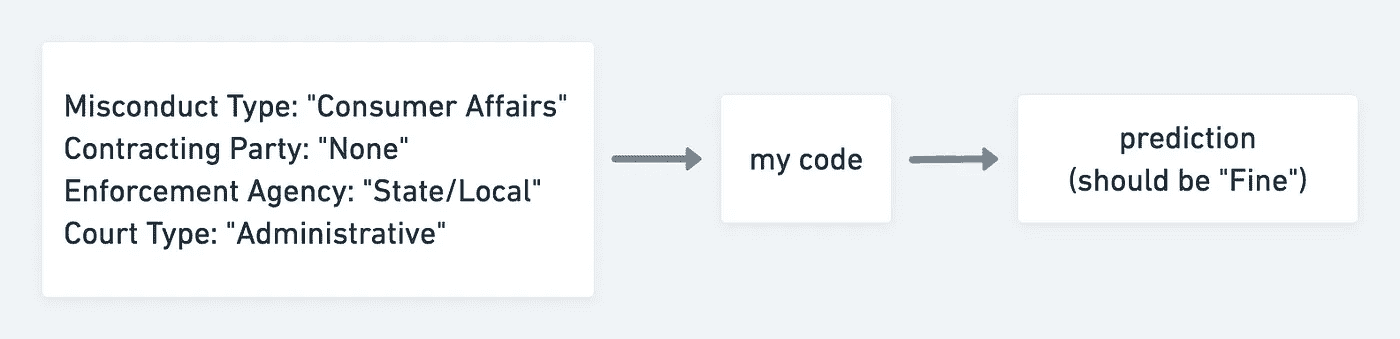 Misconduct Type: "Consumer Affairs"
Contracting Party: "None"
Enforcement Agency: "State/Local"
Court Type: "Administrative"
my code
prediction
(should be "Fine")